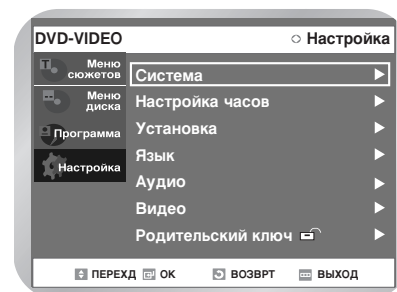 DVD-VIDEO Настройка
Меню сюжетов
Меню диска
Программа
Настройка
Система
Настройка часов
Установка
Язык
Аудио
Видео
Родительский ключ
ПЕРЕХД ОК ВОЗВРТ ВЫХОД